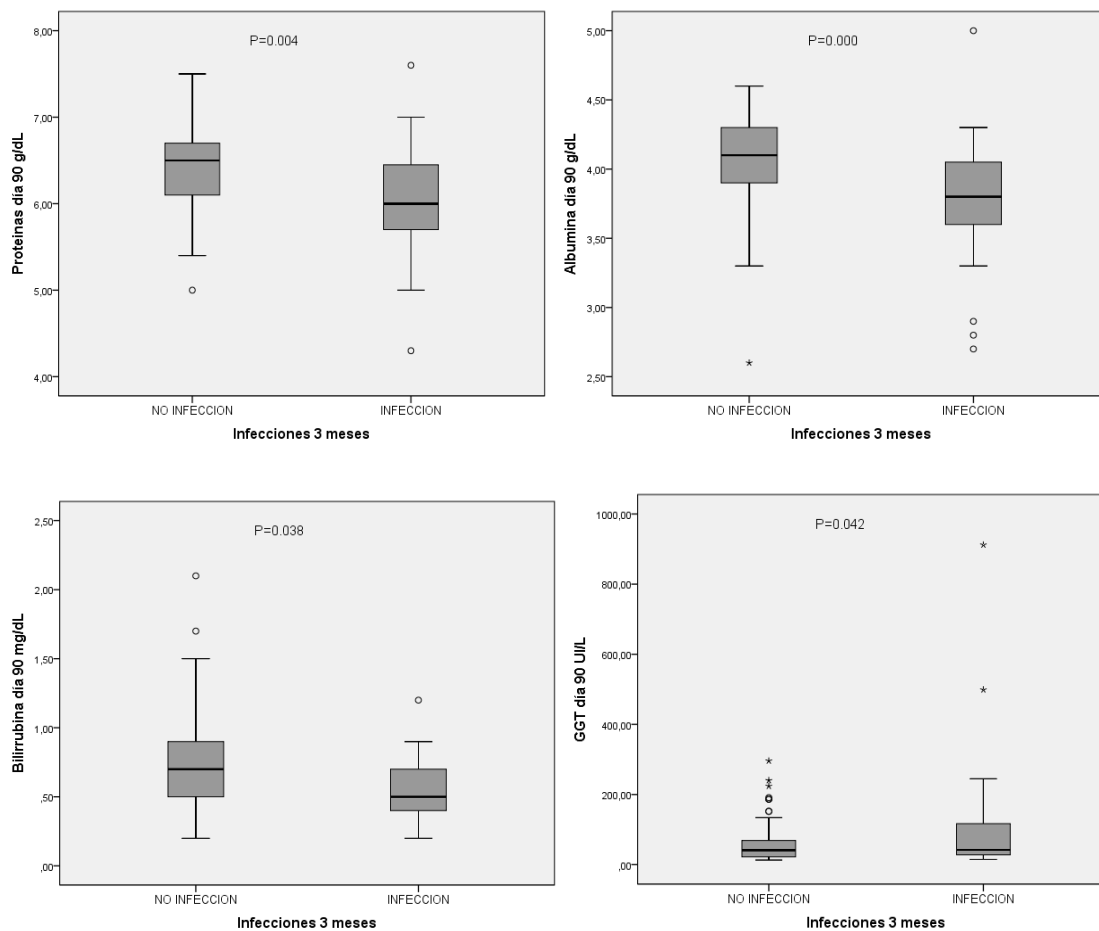 P=0.004
8,00
7,00
6,00
5,00
4,00
Proteinas día 90 g/dL
NO INFECCION
INFECCION
Infecciones 3 meses
P=0.000
5,00
4,50
4,00
3,50
3,00
2,50
Albumina día 90 g/dL
NO INFECCION
INFECCION
Infecciones 3 meses
P=0.038
2,50
2,00
1,50
1,00
,50
,00
Bilirrubina día 90 mg/dL
NO INFECCION
INFECCION
Infecciones 3 meses
P=0.042
1000,00
800,00
600,00
400,00
200,00
,00
GGT día 90 UI/L
NO INFECCION
INFECCION
Infecciones 3 meses